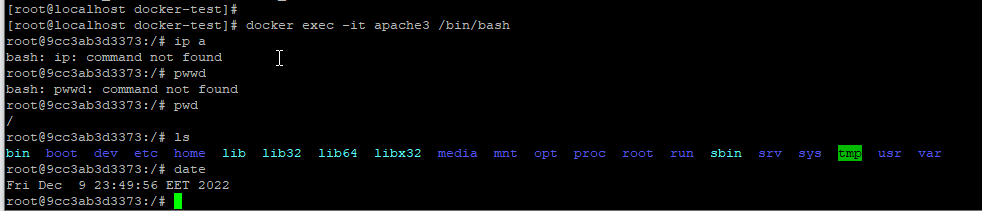 [root@localhost docker-test]#
[root@localhost docker-test]# docker exec -it apache3 /bin/bash
root@9cc3ab3d3373:/# ip a
bash: ip: command not found
root@9cc3ab3d3373:/# pwwd
bash: pwwd: command not found
root@9cc3ab3d3373:/# pwd
/
root@9cc3ab3d3373:/# ls
bin boot dev etc home lib lib32 lib64 libx32 media mnt opt proc root run sbin srv sys tmp usr var
root@9cc3ab3d3373:/# date
Fri Dec  9 23:49:56 EET 2022
root@9cc3ab3d3373:/#